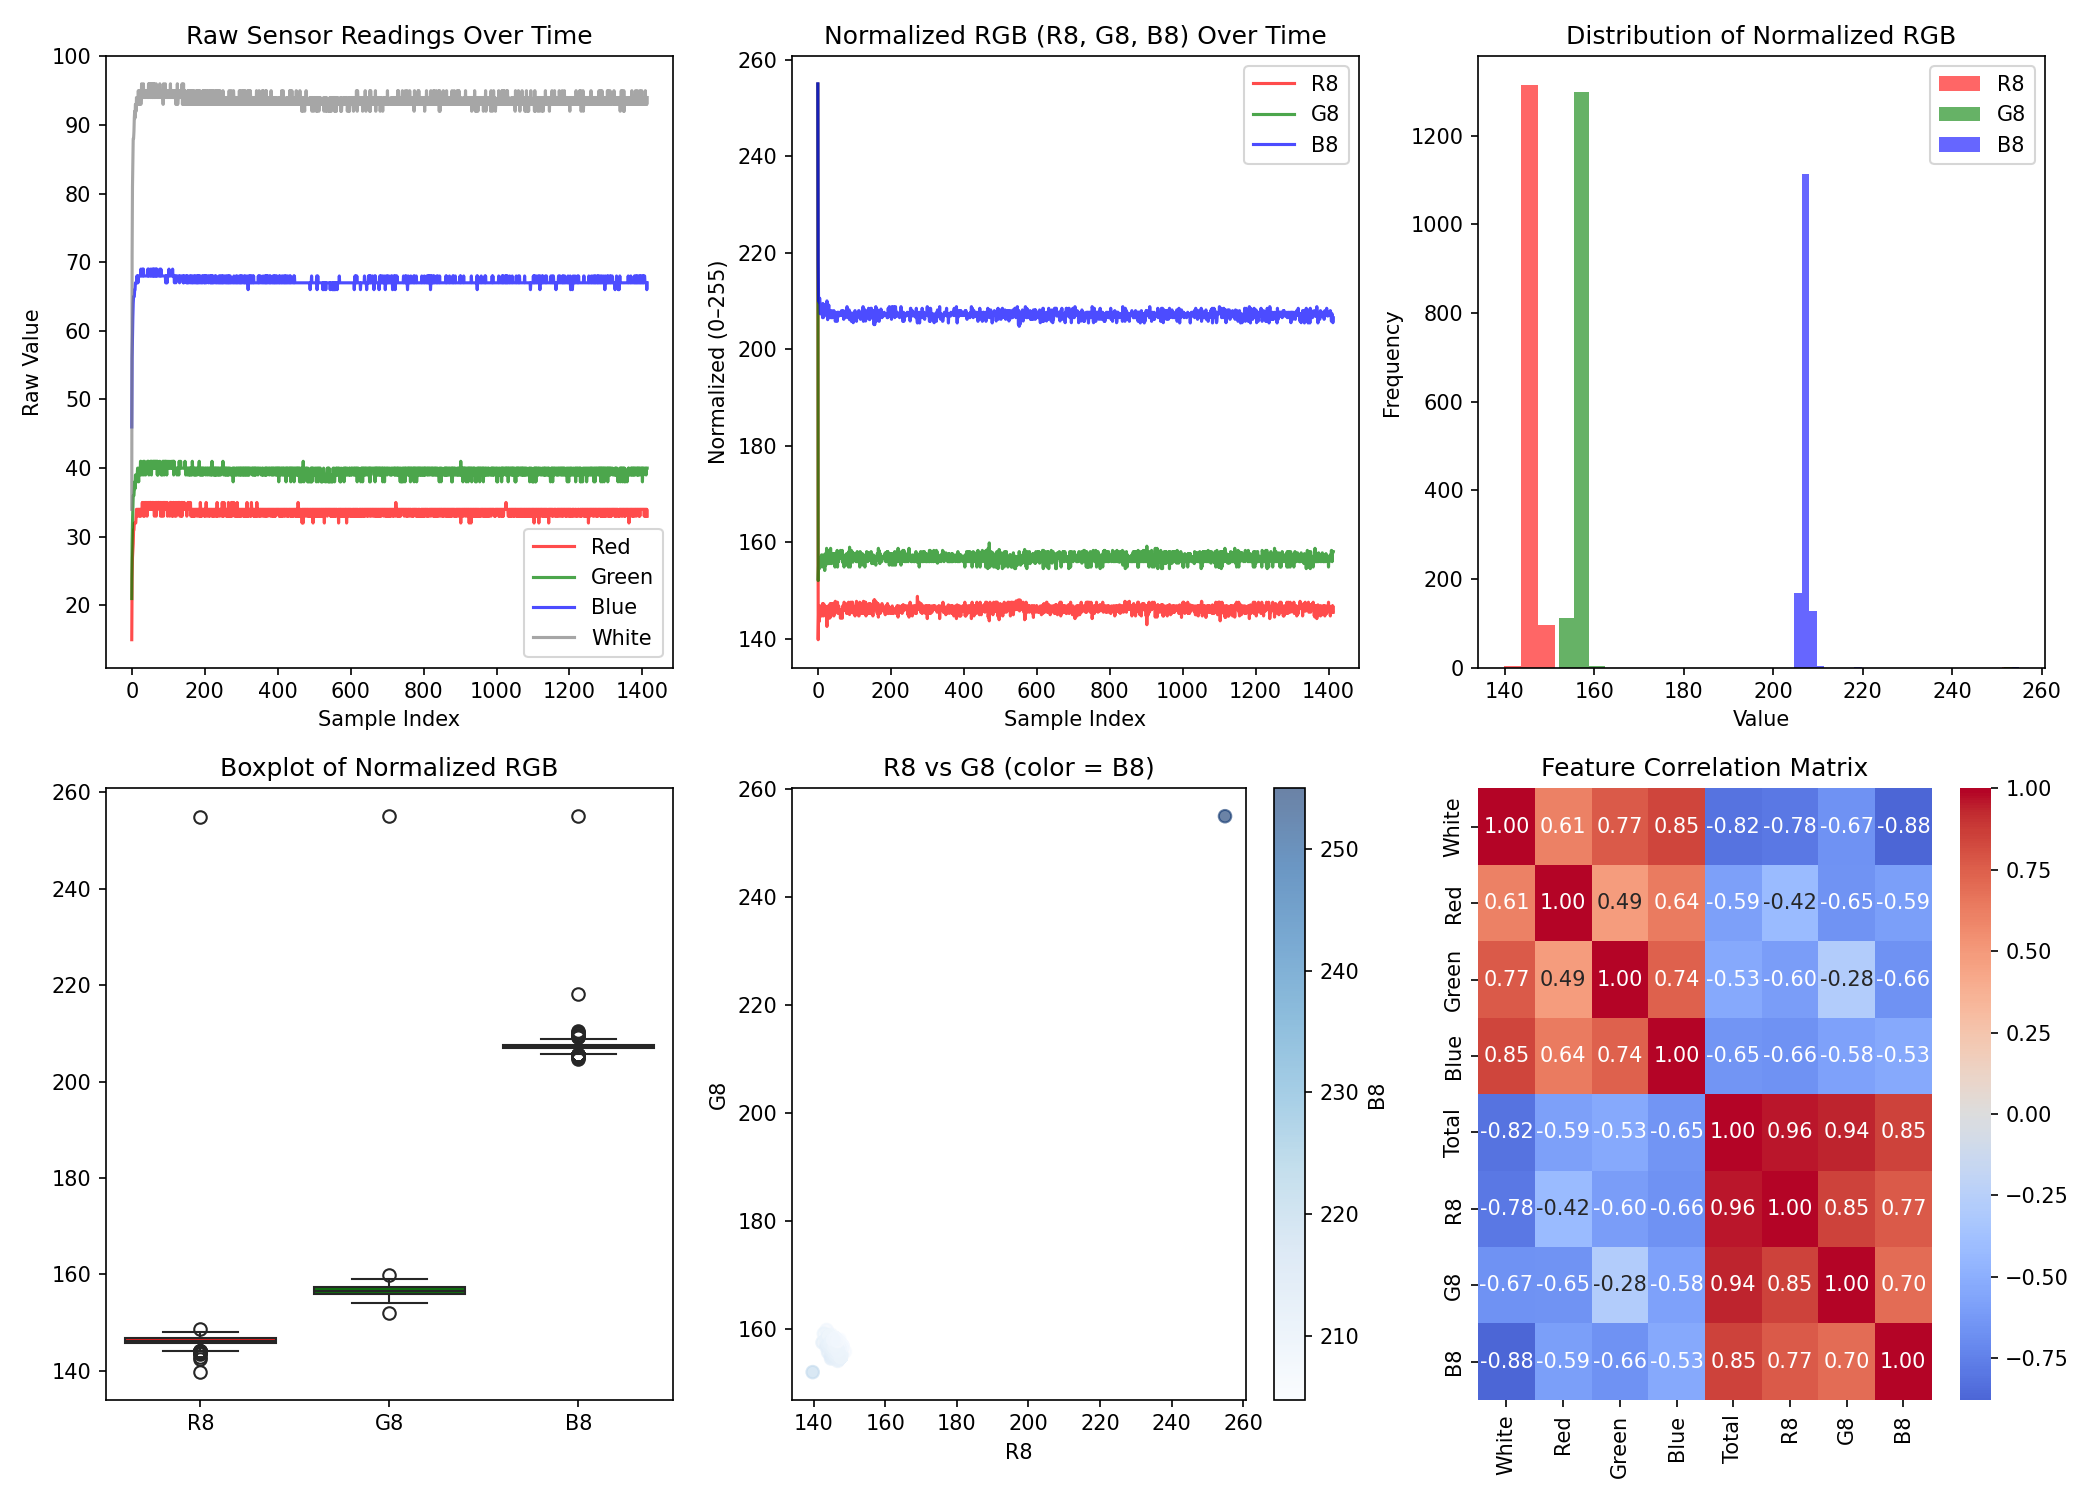 Raw Sensor Readings Over Time
100
90
80
70
60
50
40
30
20
Raw Value
Red
Green
Blue
White
0 200 400 600 800 1000 1200 1400
Sample Index
Normalized RGB (R8, G8, B8) Over Time
260
240
220
200
180
160
140
Normalized (0–255)
R8
G8
B8
0 200 400 600 800 1000 1200 1400
Sample Index
Distribution of Normalized RGB
1200
1000
800
600
400
200
0
Frequency
R8
G8
B8
140 160 180 200 220 240 260
Value
Boxplot of Normalized RGB
260
240
220
200
180
160
140
R8 G8 B8
R8 vs G8 (color = B8)
260
240
230
220
200
180
160
G8
140 160 180 200 220 240 260
R8
250
240
230
220
210
B8
Feature Correlation Matrix
White 1.00 0.61 0.77 0.85 -0.82 -0.78 -0.67 -0.88
Red 0.61 1.00 0.49 0.64 -0.59 -0.42 -0.65 -0.59
Green 0.77 0.49 1.00 0.74 -0.53 -0.60 -0.28 -0.66
Blue 0.85 0.64 0.74 1.00 -0.65 -0.66 -0.58 -0.53
Total -0.82 -0.59 -0.53 -0.65 1.00 0.96 0.94 0.85
R8 -0.78 -0.42 -0.60 -0.66 0.96 1.00 0.85 0.77
G8 -0.67 -0.65 -0.28 -0.58 0.94 0.85 1.00 0.70
B8 -0.88 -0.59 -0.66 -0.53 0.85 0.77 0.70 1.00
White Red Green Blue Total R8 G8 B8
1.00
0.75
0.50
0.25
0.00
−0.25
−0.50
−0.75